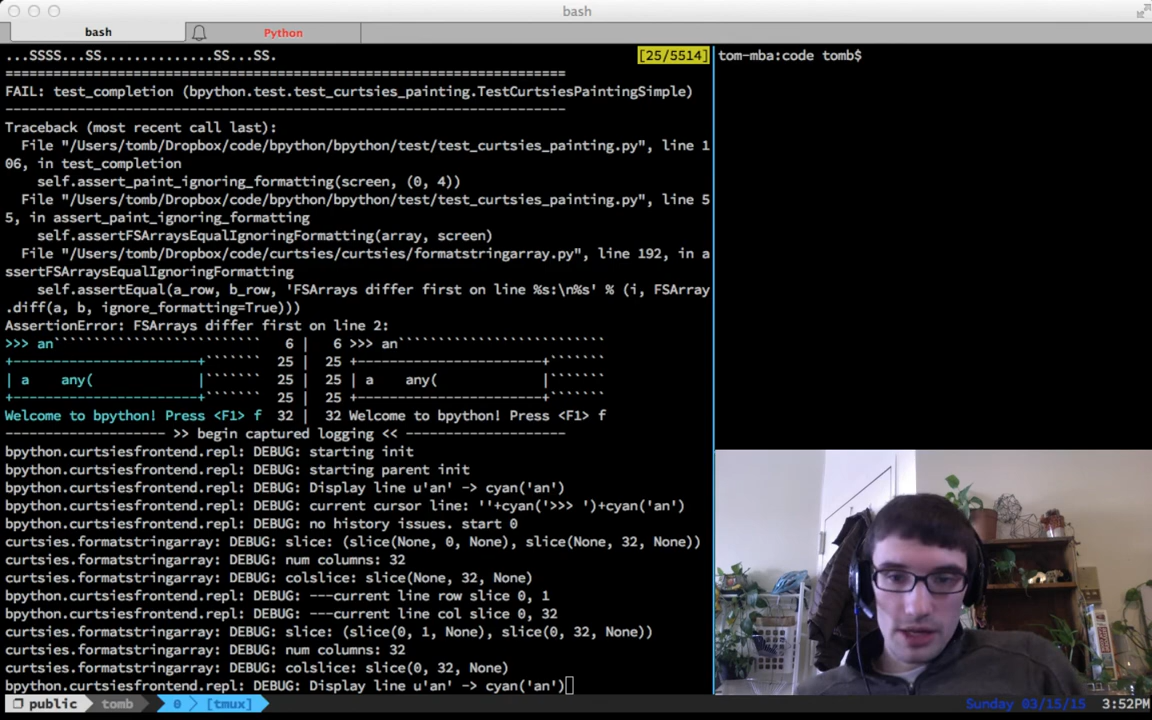 bash
bash
Python
...SSSS...SS.............SS...SS.
[25/5514]
======================================================================
FAIL: test_completion (bpython.test.test_curtsies_painting.TestCurtsiesPaintingSimple)
----------------------------------------------------------------------
Traceback (most recent call last):
  File "/Users/tomb/Dropbox/code/bpython/bpython/test/test_curtsies_painting.py", line 1
06, in test_completion
    self.assert_paint_ignoring_formatting(screen, (0, 4))
  File "/Users/tomb/Dropbox/code/bpython/bpython/test/test_curtsies_painting.py", line 5
5, in assert_paint_ignoring_formatting
    self.assertFSArraysEqualIgnoringFormatting(array, screen)
  File "/Users/tomb/Dropbox/code/curtsies/curtsies/formatstringarray.py", line 192, in a
ssertFSArraysEqualIgnoringFormatting
    self.assertEqual(a_row, b_row, 'FSArrays differ first on line %s:\n%s' % (i, FSArray
.diff(a, b, ignore_formatting=True)))
AssertionError: FSArrays differ first on line 2:
>>> an``````````````````````````   6 |   6 >>> an``````````````````````````
+-----------------------+```````  25 |  25 +-----------------------+```````
| a    any(             |```````  25 |  25 | a    any(             |```````
+-----------------------+```````  25 |  25 +-----------------------+```````
Welcome to bpython! Press <F1> f  32 |  32 Welcome to bpython! Press <F1> f
-------------------- >> begin captured logging << --------------------
bpython.curtsiesfrontend.repl: DEBUG: starting init
bpython.curtsiesfrontend.repl: DEBUG: starting parent init
bpython.curtsiesfrontend.repl: DEBUG: Display line u'an' -> cyan('an')
bpython.curtsiesfrontend.repl: DEBUG: current cursor line: ''+cyan('>>> ')+cyan('an')
bpython.curtsiesfrontend.repl: DEBUG: no history issues. start 0
curtsies.formatstringarray: DEBUG: slice: (slice(None, 0, None), slice(None, 32, None))
curtsies.formatstringarray: DEBUG: num columns: 32
curtsies.formatstringarray: DEBUG: colslice: slice(None, 32, None)
bpython.curtsiesfrontend.repl: DEBUG: ---current line row slice 0, 1
bpython.curtsiesfrontend.repl: DEBUG: ---current line col slice 0, 32
curtsies.formatstringarray: DEBUG: slice: (slice(0, 1, None), slice(0, 32, None))
curtsies.formatstringarray: DEBUG: num columns: 32
curtsies.formatstringarray: DEBUG: colslice: slice(0, 32, None)
bpython.curtsiesfrontend.repl: DEBUG: Display line u'an' -> cyan('an')
tom-mba:code tomb$
public tomb 0 [tmux]
Sunday 03/15/15 3:52PM